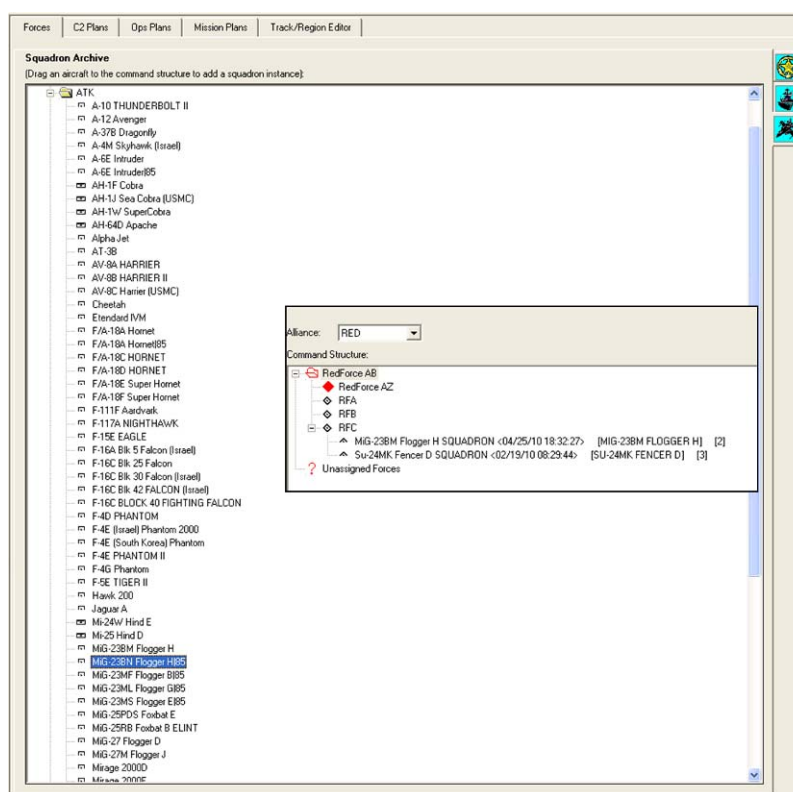 Forces C2 Plans Ops Plans Mission Plans Track/Region Editor
Squadron Archive
(Drag an aircraft to the command structure to add a squadron instance):
ATK
A-10 THUNDERBOLT II
A-12 Avenger
A-37B Dragonfly
A-4M Skyhawk (Israel)
A-6E Intruder
A-6E Intruder|85
AH-1F Cobra
AH-1J Sea Cobra (USMC)
AH-1W SuperCobra
AH-64D Apache
Alpha Jet
AT-3B
AV-8A HARRIER
AV-8B HARRIER II
AV-8C Harrier (USMC)
Cheetah
Etendard IVM
F/A-18A Hornet
F/A-18A Hornet|85
F/A-18C HORNET
F/A-18D HORNET
F/A-18E Super Hornet
F/A-18F Super Hornet
F-111F Aardvark
F-117A NIGHTHAWK
F-15E EAGLE
F-16A Blk 5 Falcon (Israel)
F-16C Blk 25 Falcon
F-16C Blk 30 Falcon (Israel)
F-16C Blk 42 FALCON (Israel)
F-16C BLOCK 40 FIGHTING FALCON
F-4D PHANTOM
F-4E (Israel) Phantom 2000
F-4E (South Korea) Phantom
F-4E PHANTOM II
F-4G Phantom
F-5E TIGER II
Hawk 200
Jaguar A
Mi-24W Hind E
Mi-25 Hind D
MiG-23BM Flogger H
MiG-23BN Flogger H|85
MiG-23MF Flogger B|85
MiG-23ML Flogger G|85
MiG-23MS Flogger E|85
MiG-25PDS Foxbat E
MiG-25RB Foxbat B ELINT
MiG-27 Flogger D
MiG-27M Flogger J
Mirage 2000D
Mirage 2000E
Alliance: RED
Command Structure:
RedForce AB
RedForce AZ
RFA
RFB
RFC
MiG-23BM Flogger H SQUADRON <04/25/10 18:32:27> [MIG-23BM FLOGGER H] [2]
Su-24MK Fencer D SQUADRON <02/19/10 08:29:44> [SU-24MK FENCER D] [3]
? Unassigned Forces